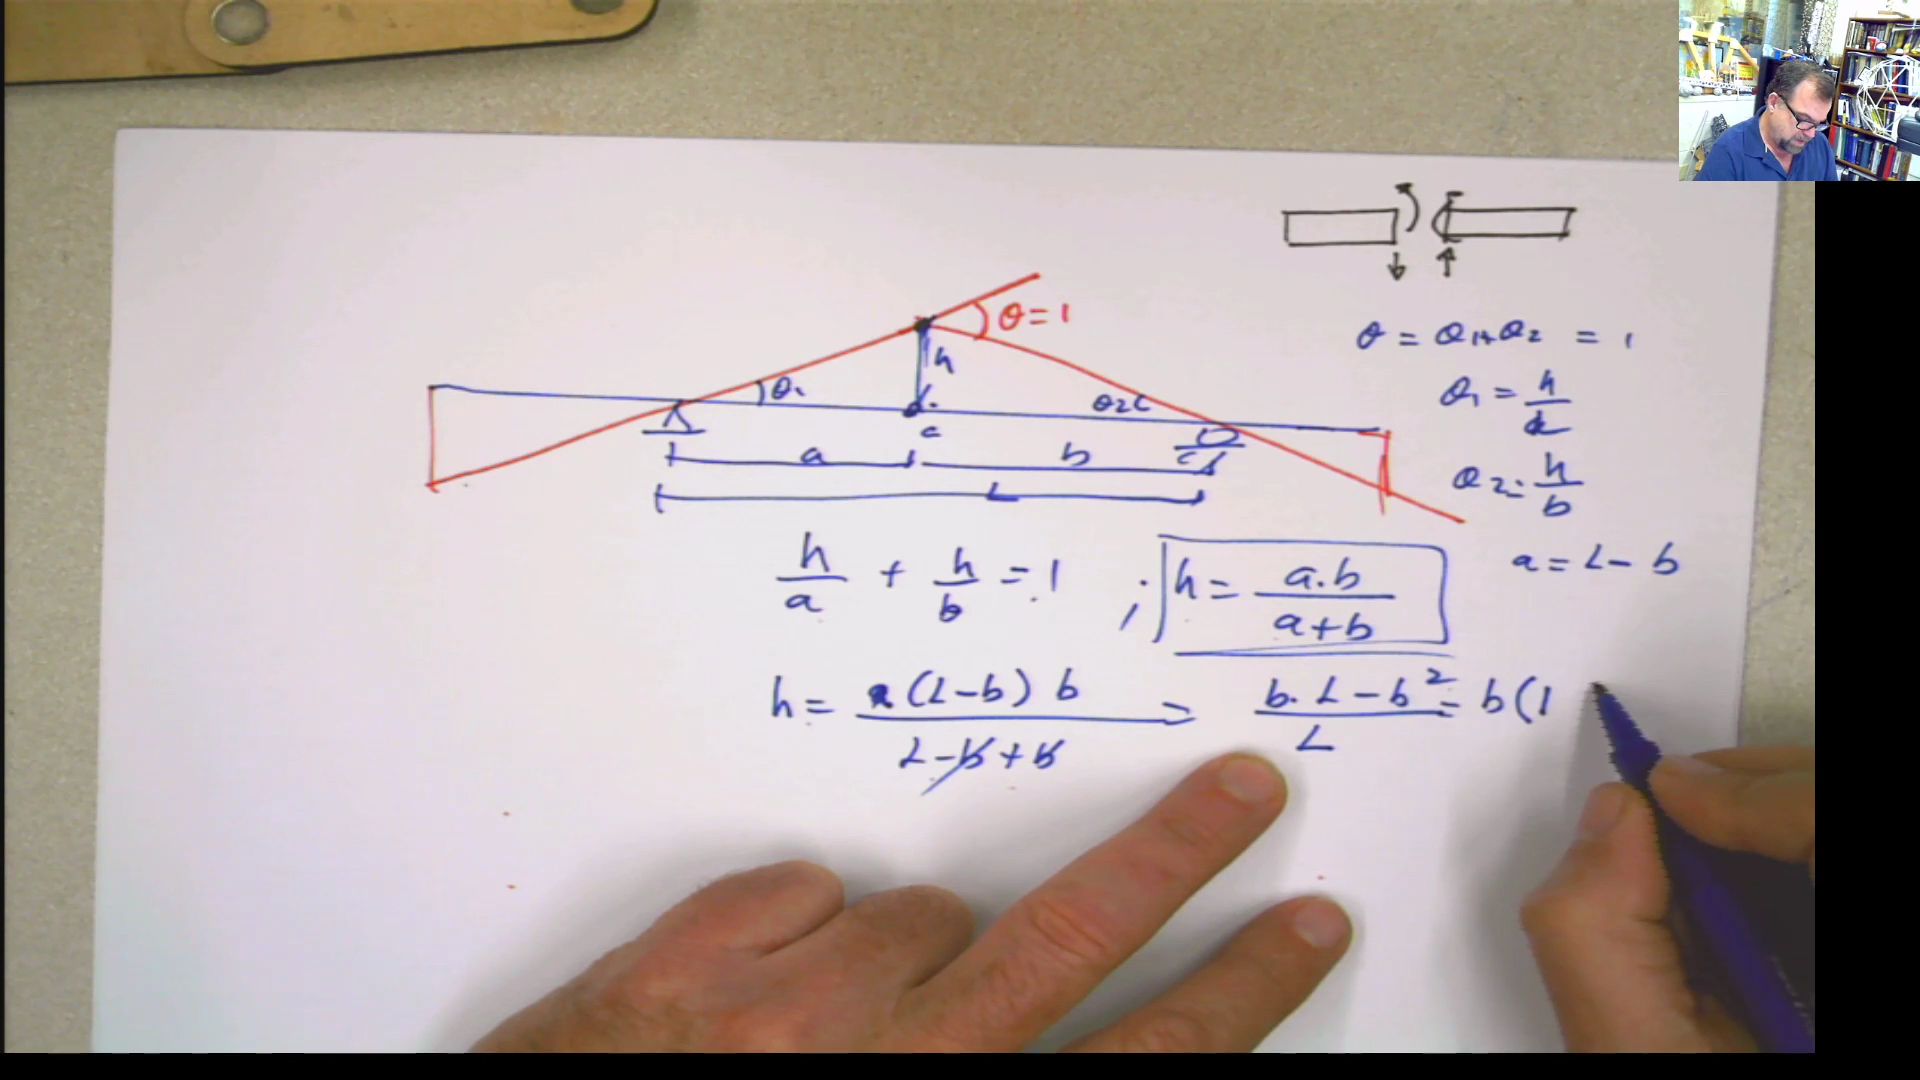 θ = 1
h
θ₁
θ₂
c
a
b
L
θ = θ₁+θ₂ = 1
θ₁ = h/a
θ₂ = h/b
a = L - b
h/a + h/b = 1 ; h = a.b/a+b
h = (L-b) b / L-b+b = b. L - b² / L = b(1